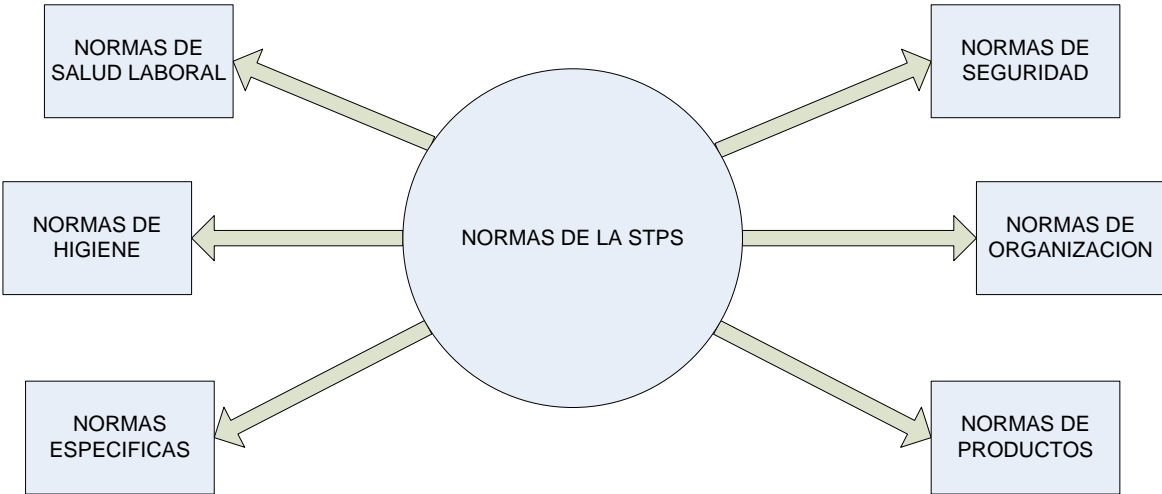 NORMAS DE
SALUD LABORAL
NORMAS DE
SEGURIDAD
NORMAS DE
HIGIENE
NORMAS DE LA STPS
NORMAS DE
ORGANIZACION
NORMAS
ESPECIFICAS
NORMAS DE
PRODUCTOS